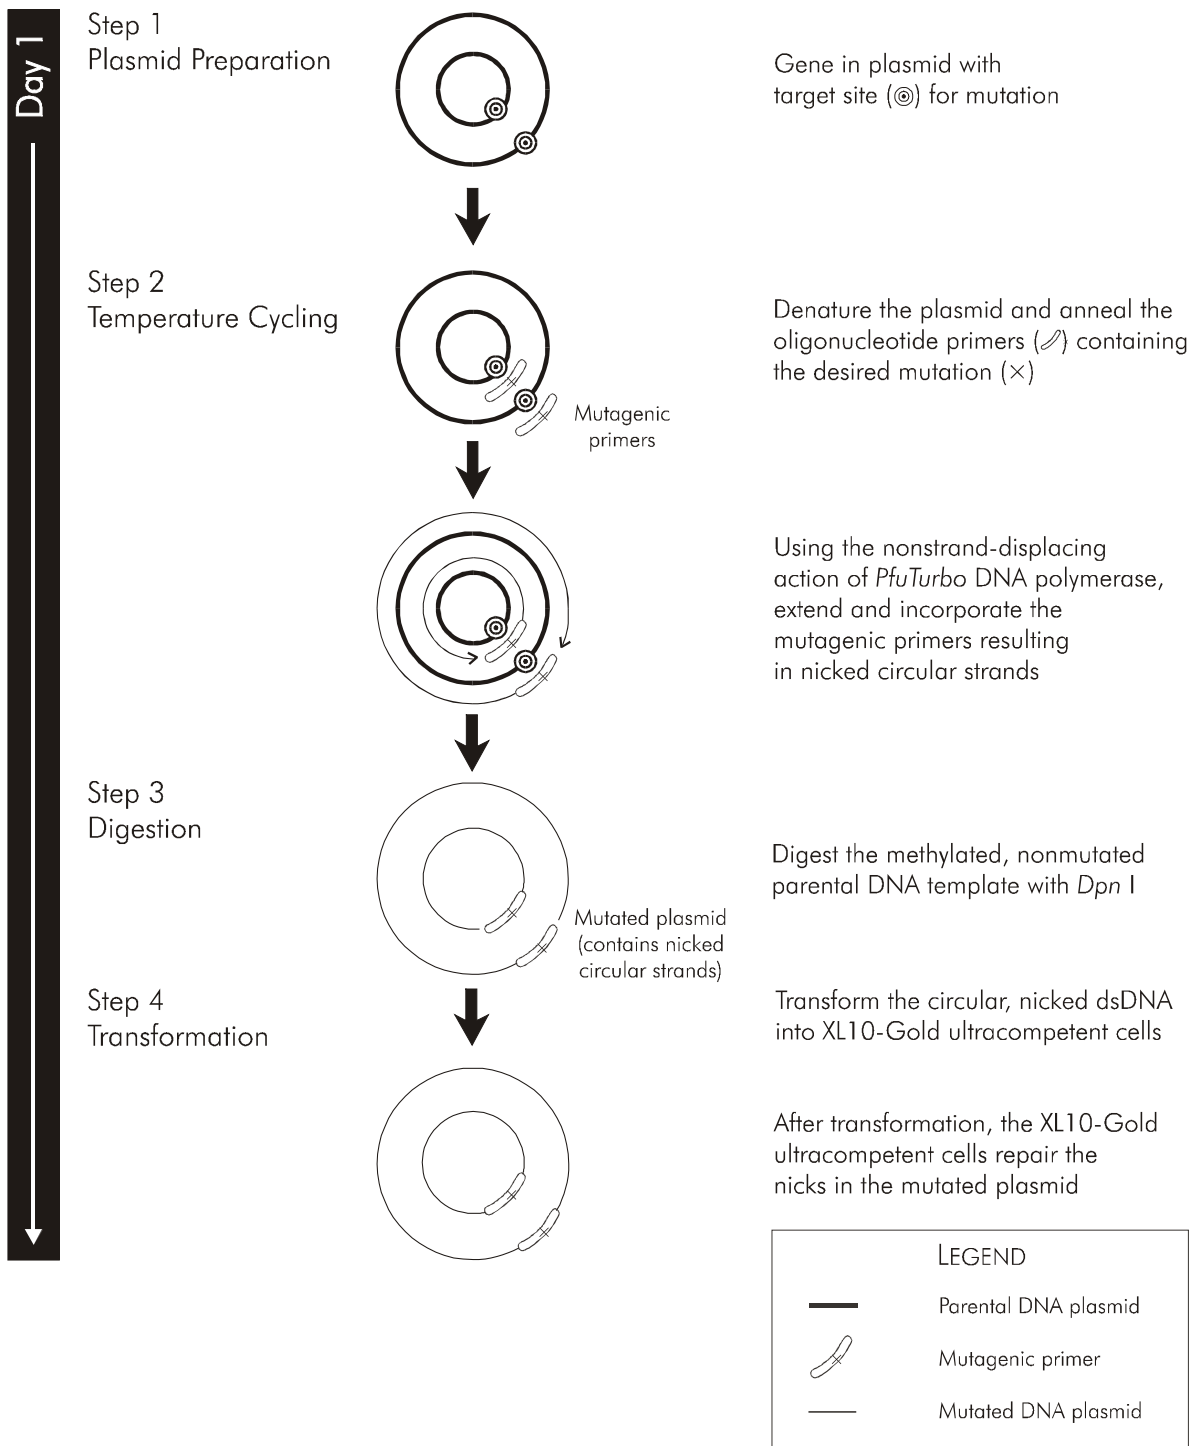 Day 1
Step 1
Plasmid Preparation
Gene in plasmid with
target site (◎) for mutation
Step 2
Temperature Cycling
Denature the plasmid and anneal the
oligonucleotide primers ( ) containing
the desired mutation (×)
Mutagenic
primers
Using the nonstrand-displacing
action of PfuTurbo DNA polymerase,
extend and incorporate the
mutagenic primers resulting
in nicked circular strands
Step 3
Digestion
Digest the methylated, nonmutated
parental DNA template with Dpn I
Mutated plasmid
(contains nicked
circular strands)
Step 4
Transformation
Transform the circular, nicked dsDNA
into XL10-Gold ultracompetent cells
After transformation, the XL10-Gold
ultracompetent cells repair the
nicks in the mutated plasmid
LEGEND
Parental DNA plasmid
Mutagenic primer
Mutated DNA plasmid